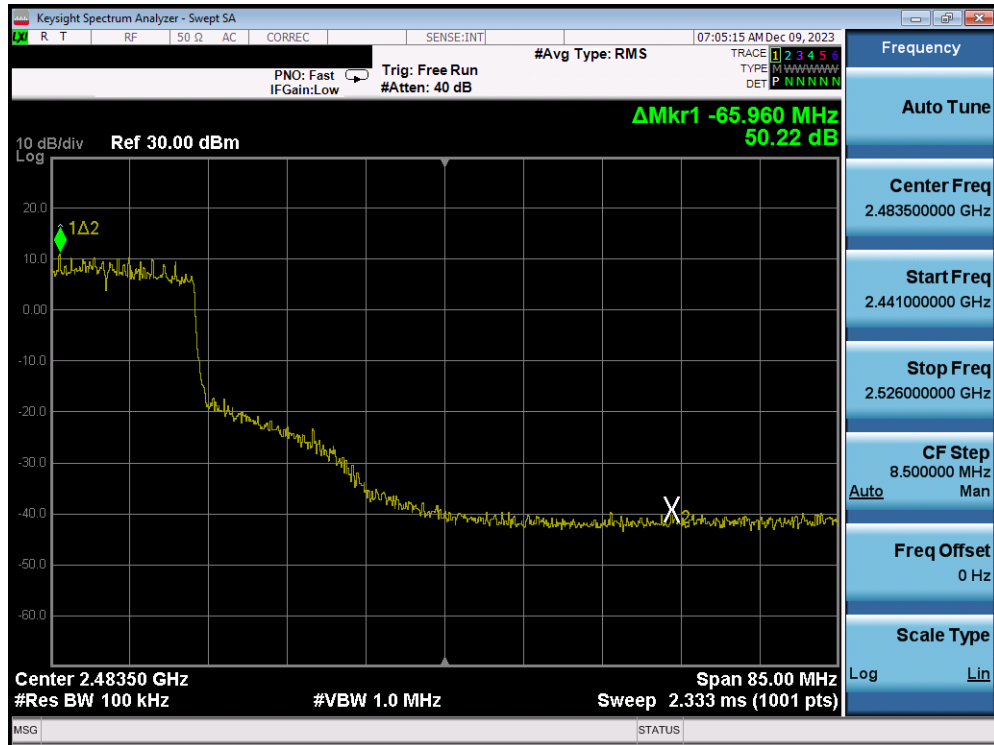 Keysight Spectrum Analyzer - Swept SA
LXI R T RF 50 Ω AC CORREC SENSE:INT 07:05:15 AM Dec 09, 2023
Frequency
#Avg Type: RMS
TRACE 1 2 3 4 5 6
PNO: Fast Trig: Free Run
TYPE M WWWWW
IFGain:Low #Atten: 40 dB
DET P N N N N N
Auto Tune
ΔMkr1 -65.960 MHz
50.22 dB
10 dB/div Ref 30.00 dBm
Log
Center Freq
2.483500000 GHz
20.0
1Δ2
10.0
Start Freq
2.441000000 GHz
0.00
-10.0
Stop Freq
2.526000000 GHz
-20.0
-30.0
CF Step
8.500000 MHz
Auto Man
-40.0
X2
-50.0
Freq Offset
0 Hz
-60.0
Scale Type
Log Lin
Center 2.48350 GHz Span 85.00 MHz
#Res BW 100 kHz #VBW 1.0 MHz Sweep 2.333 ms (1001 pts)
MSG STATUS